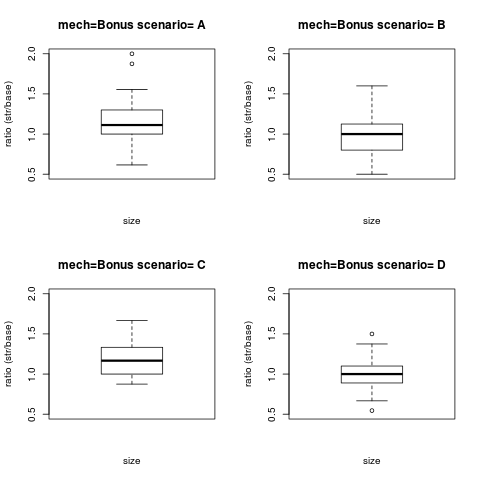 mech=Bonus scenario= A
ratio (str/base)
0.5 1.0 1.5 2.0
size
mech=Bonus scenario= B
ratio (str/base)
0.5 1.0 1.5 2.0
size
mech=Bonus scenario= C
ratio (str/base)
0.5 1.0 1.5 2.0
size
mech=Bonus scenario= D
ratio (str/base)
0.5 1.0 1.5 2.0
size